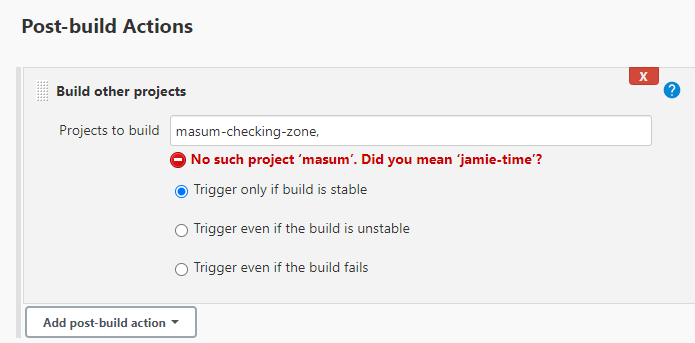 Post-build Actions
X
Build other projects
?
Projects to build masum-checking-zone,
No such project ‘masum’. Did you mean ‘jamie-time’?
Trigger only if build is stable
Trigger even if the build is unstable
Trigger even if the build fails
Add post-build action